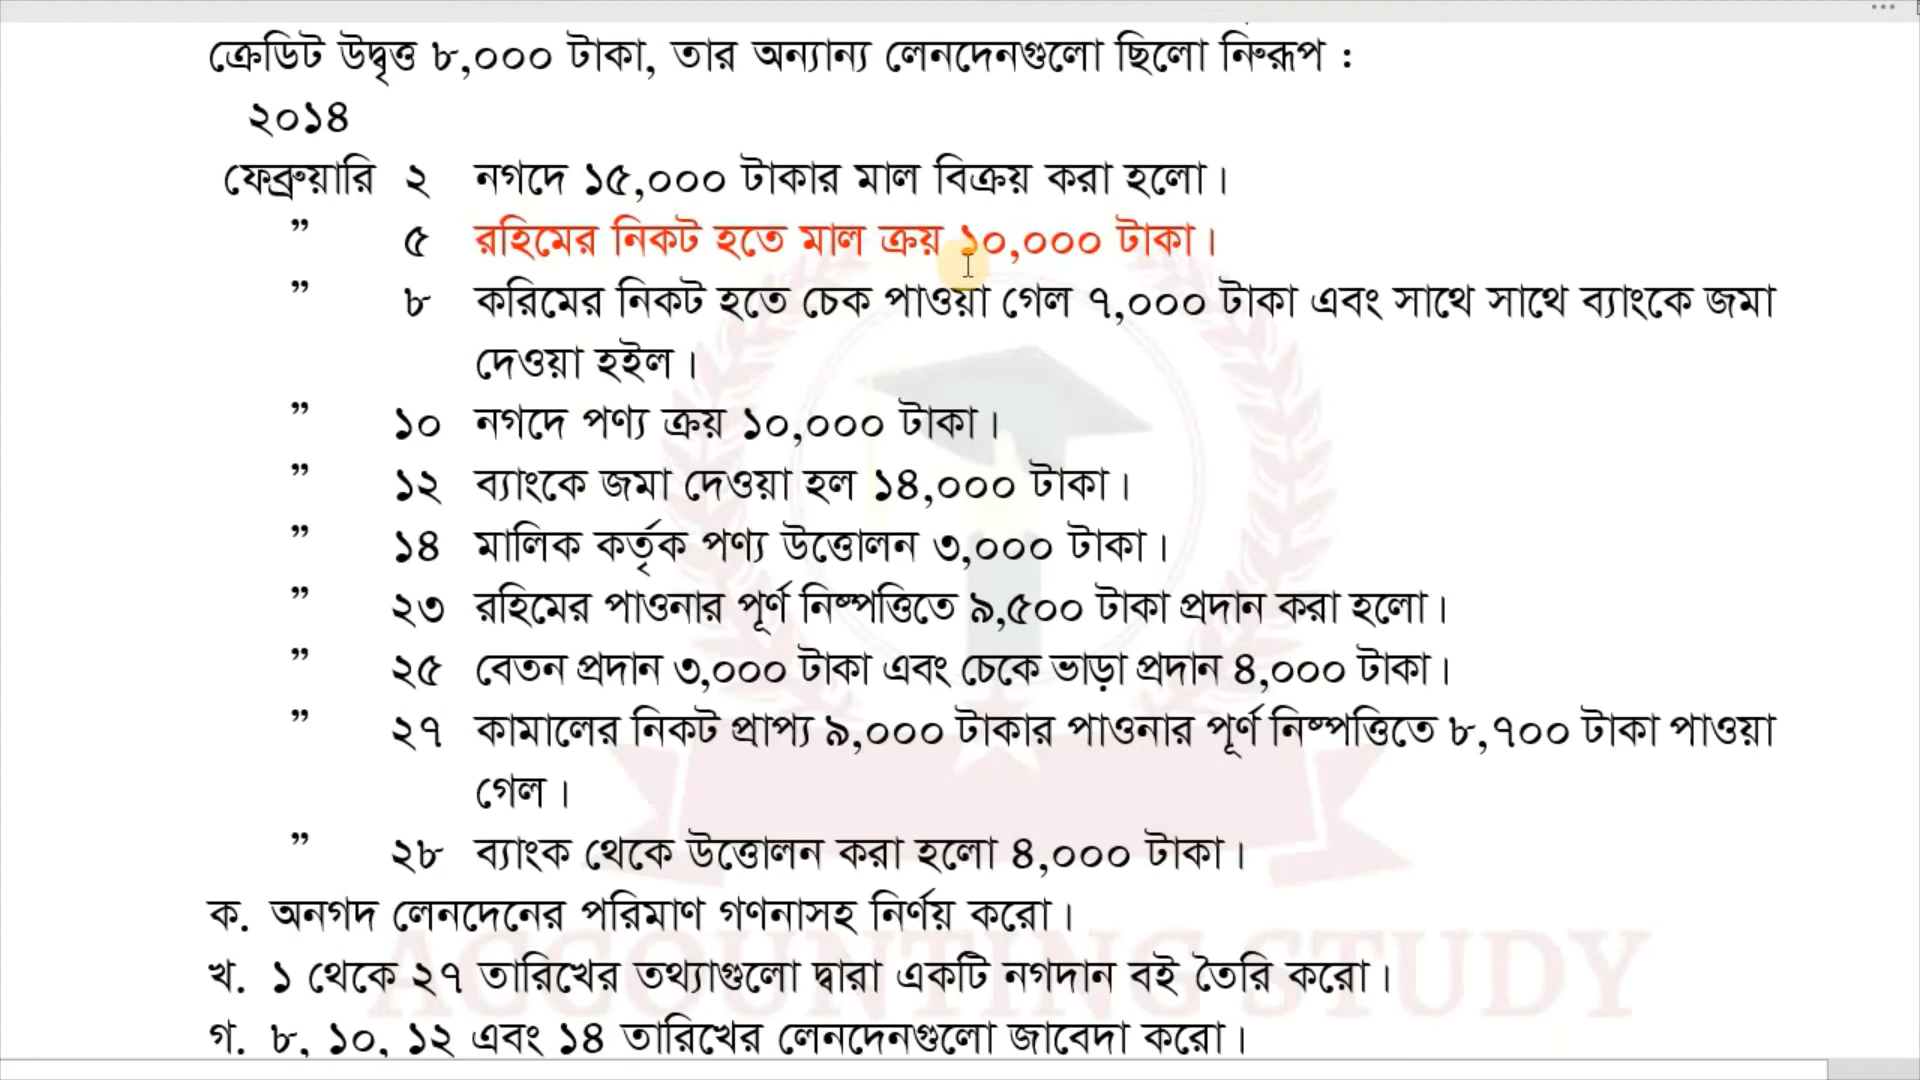 ক্রেডিট উদ্বৃত্ত ৮,০০০ টাকা, তার অন্যান্য লেনদেনগুলো ছিলো নিম্নরূপ :
২০১৪
ফেব্রুয়ারি ২ নগদে ১৫,০০০ টাকার মাল বিক্রয় করা হলো।
” ৫ রহিমের নিকট হতে মাল ক্রয় ১০,০০০ টাকা।
” ৮ করিমের নিকট হতে চেক পাওয়া গেল ৭,০০০ টাকা এবং সাথে সাথে ব্যাংকে জমা
দেওয়া হইল।
” ১০ নগদে পণ্য ক্রয় ১০,০০০ টাকা।
” ১২ ব্যাংকে জমা দেওয়া হল ১৪,০০০ টাকা।
” ১৪ মালিক কর্তৃক পণ্য উত্তোলন ৩,০০০ টাকা।
” ২৩ রহিমের পাওনার পূর্ণ নিষ্পত্তিতে ৯,৫০০ টাকা প্রদান করা হলো।
” ২৫ বেতন প্রদান ৩,০০০ টাকা এবং চেকে ভাড়া প্রদান ৪,০০০ টাকা।
” ২৭ কামালের নিকট প্রাপ্য ৯,০০০ টাকার পাওনার পূর্ণ নিষ্পত্তিতে ৮,৭০০ টাকা পাওয়া
গেল।
” ২৮ ব্যাংক থেকে উত্তোলন করা হলো ৪,০০০ টাকা।
ক. অনগদ লেনদেনের পরিমাণ গণনাসহ নির্ণয় করো।
খ. ১ থেকে ২৭ তারিখের তথ্যাগুলো দ্বারা একটি নগদান বই তৈরি করো।
গ. ৮, ১০, ১২ এবং ১৪ তারিখের লেনদেনগুলো জাবেদা করো।
ACCOUNTING STUDY